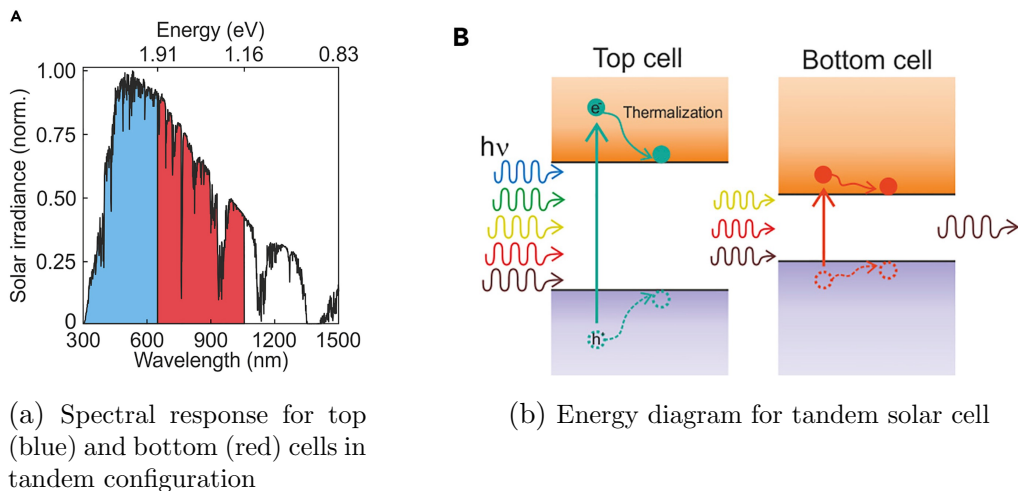 A
Energy (eV)
1.91 1.16 0.83
Solar irradiance (norm.)
1.00
0.75
0.50
0.25
0
300 600 900 1200 1500
Wavelength (nm)
(a) Spectral response for top
(blue) and bottom (red) cells in
tandem configuration
B
Top cell
Bottom cell
e-
Thermalization
hν
h+
(b) Energy diagram for tandem solar cell